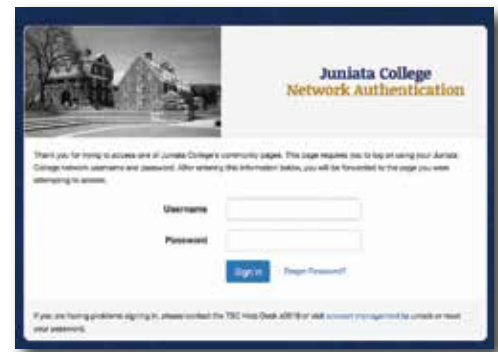 Juniata College
Network Authentication
Thank you for trying to access one of Juniata College's community pages. This page requires you to log on using your Juniata
College network username and password. After entering this information below, you will be forwarded to the page you were
attempting to access.
Username
Password
Sign in Forgot Password?
If you are having problems signing in, please contact the TSC Help Desk or visit account management to unlock or reset
your password.